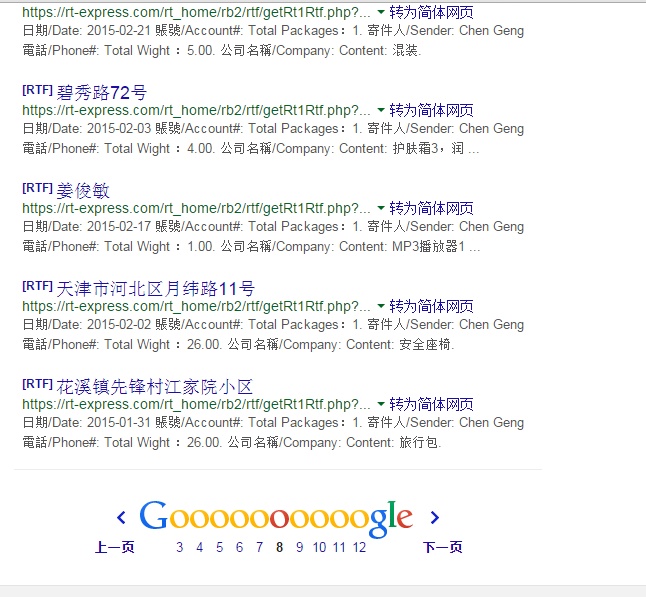 https://rt-express.com/rt_home/rb2/rtf/getRt1Rtf.php?... 转为简体网页
日期/Date: 2015-02-21 賬號/Account#: Total Packages：1. 寄件人/Sender: Chen Geng
電話/Phone#: Total Wight ：5.00. 公司名稱/Company: Content: 混装.
[RTF] 碧秀路72号
https://rt-express.com/rt_home/rb2/rtf/getRt1Rtf.php?... 转为简体网页
日期/Date: 2015-02-03 賬號/Account#: Total Packages：1. 寄件人/Sender: Chen Geng
電話/Phone#: Total Wight ：4.00. 公司名稱/Company: Content: 护肤霜3，润 ...
[RTF] 姜俊敏
https://rt-express.com/rt_home/rb2/rtf/getRt1Rtf.php?... 转为简体网页
日期/Date: 2015-02-17 賬號/Account#: Total Packages：1. 寄件人/Sender: Chen Geng
電話/Phone#: Total Wight ：1.00. 公司名稱/Company: Content: MP3播放器1 ...
[RTF] 天津市河北区月纬路11号
https://rt-express.com/rt_home/rb2/rtf/getRt1Rtf.php?... 转为简体网页
日期/Date: 2015-02-02 賬號/Account#: Total Packages：1. 寄件人/Sender: Chen Geng
電話/Phone#: Total Wight ：26.00. 公司名稱/Company: Content: 安全座椅.
[RTF] 花溪镇先锋村江家院小区
https://rt-express.com/rt_home/rb2/rtf/getRt1Rtf.php?... 转为简体网页
日期/Date: 2015-01-31 賬號/Account#: Total Packages：1. 寄件人/Sender: Chen Geng
電話/Phone#: Total Wight ：26.00. 公司名稱/Company: Content: 旅行包.
< Goooooooooogle >
上一页 3 4 5 6 7 8 9 10 11 12 下一页